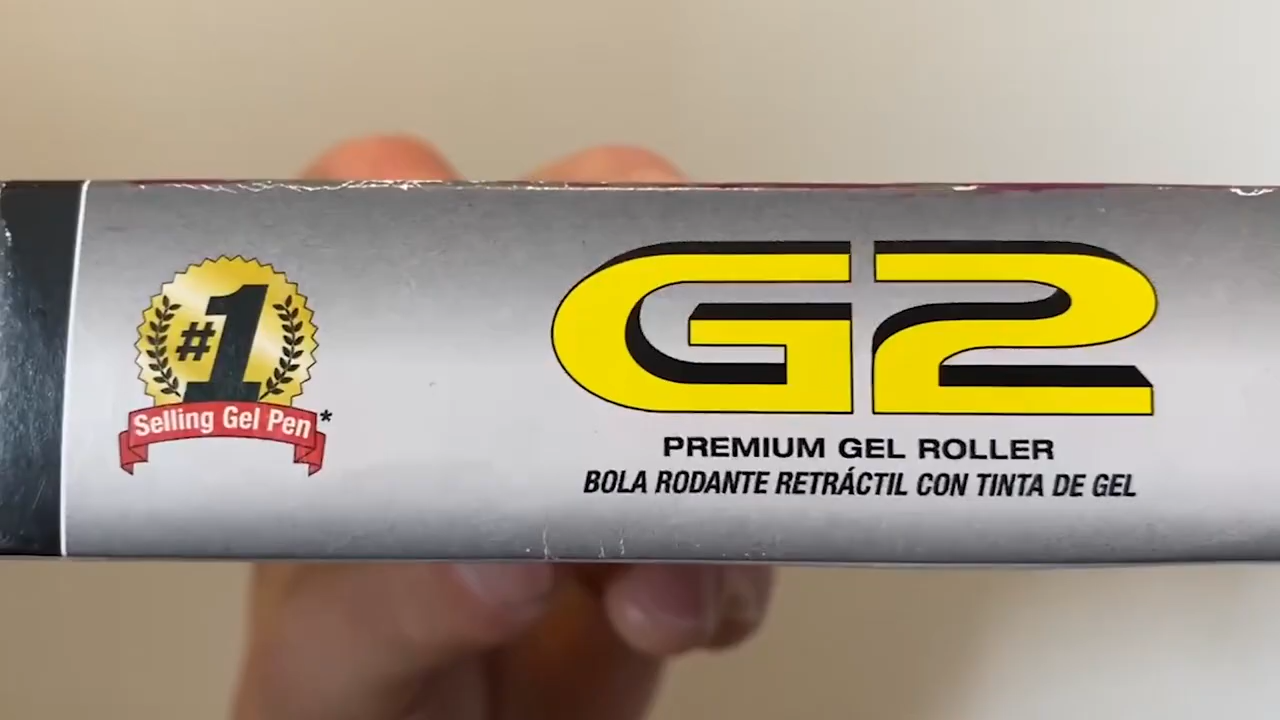 #1
Selling Gel Pen*
G2
PREMIUM GEL ROLLER
BOLA RODANTE RETRÁCTIL CON TINTA DE GEL